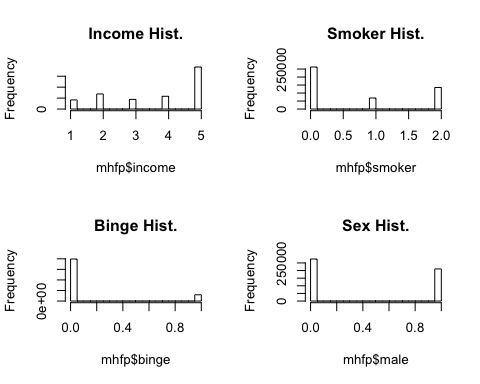 Income Hist.
Frequency
0
1 2 3 4 5
mhfp$income
Smoker Hist.
Frequency
0 250000
0.0 0.5 1.0 1.5 2.0
mhfp$smoker
Binge Hist.
Frequency
0e+00
0.0 0.4 0.8
mhfp$binge
Sex Hist.
Frequency
0 250000
0.0 0.4 0.8
mhfp$male